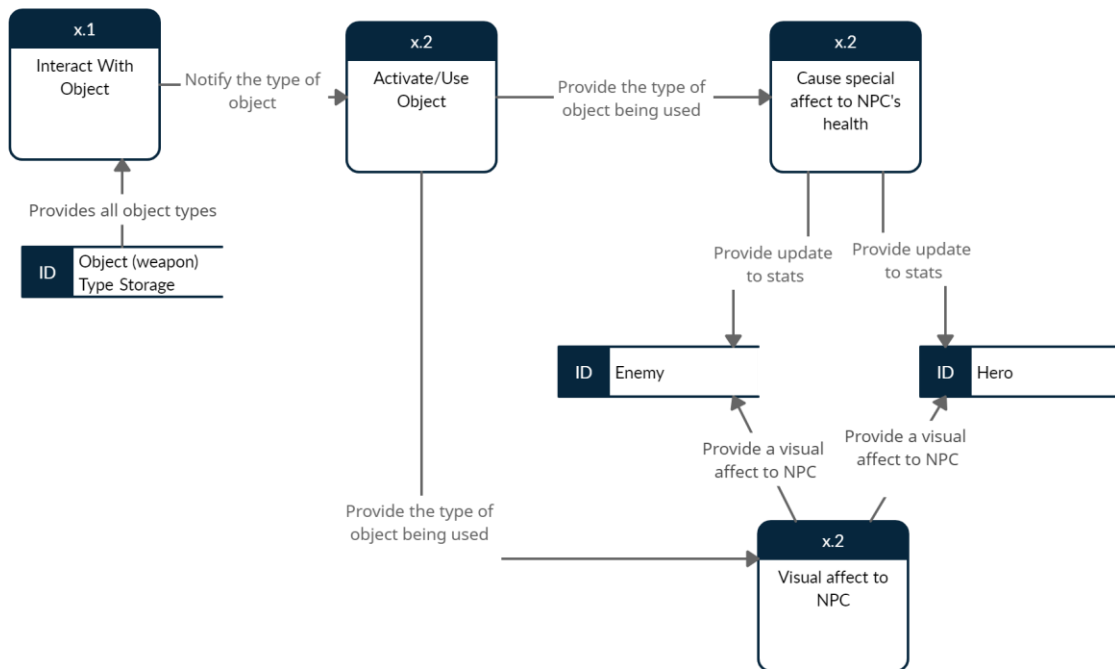 x.1
Interact With
Object
Notify the type of
object
x.2
Activate/Use
Object
Provide the type of
object being used
x.2
Cause special
affect to NPC's
health
Provides all object types
ID
Object (weapon)
Type Storage
Provide update
to stats
Provide update
to stats
ID
Enemy
ID
Hero
Provide a visual
affect to NPC
Provide a visual
affect to NPC
Provide the type of
object being used
x.2
Visual affect to
NPC